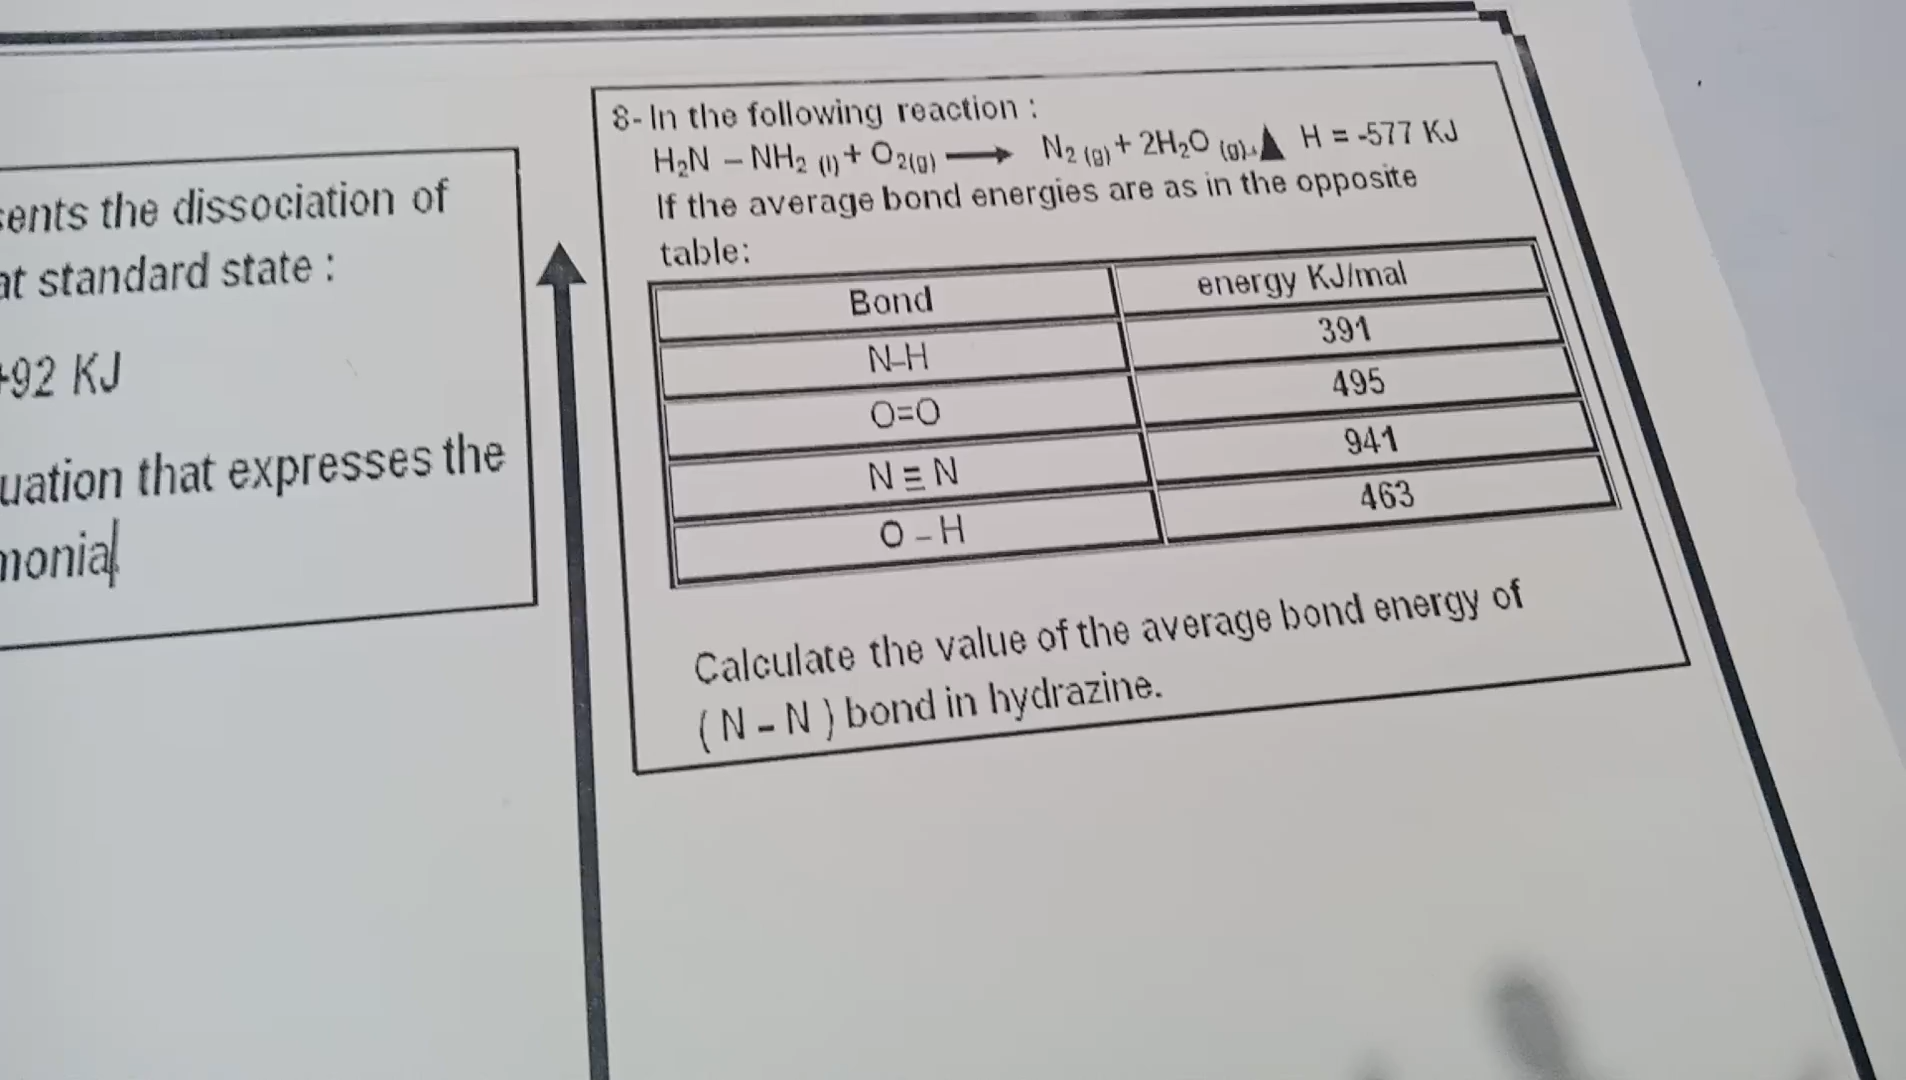 ents the dissociation of
at standard state :
+92 KJ
uation that expresses the
monia
8- In the following reaction :
H₂N – NH₂ (l) + O₂(g) ⟶ N₂ (g) + 2H₂O (g) , ▲ H = -577 KJ
If the average bond energies are as in the opposite
table:
Bond energy KJ/mal
N-H 391
O=O 495
N ≡ N 941
O – H 463
Calculate the value of the average bond energy of
( N – N ) bond in hydrazine.